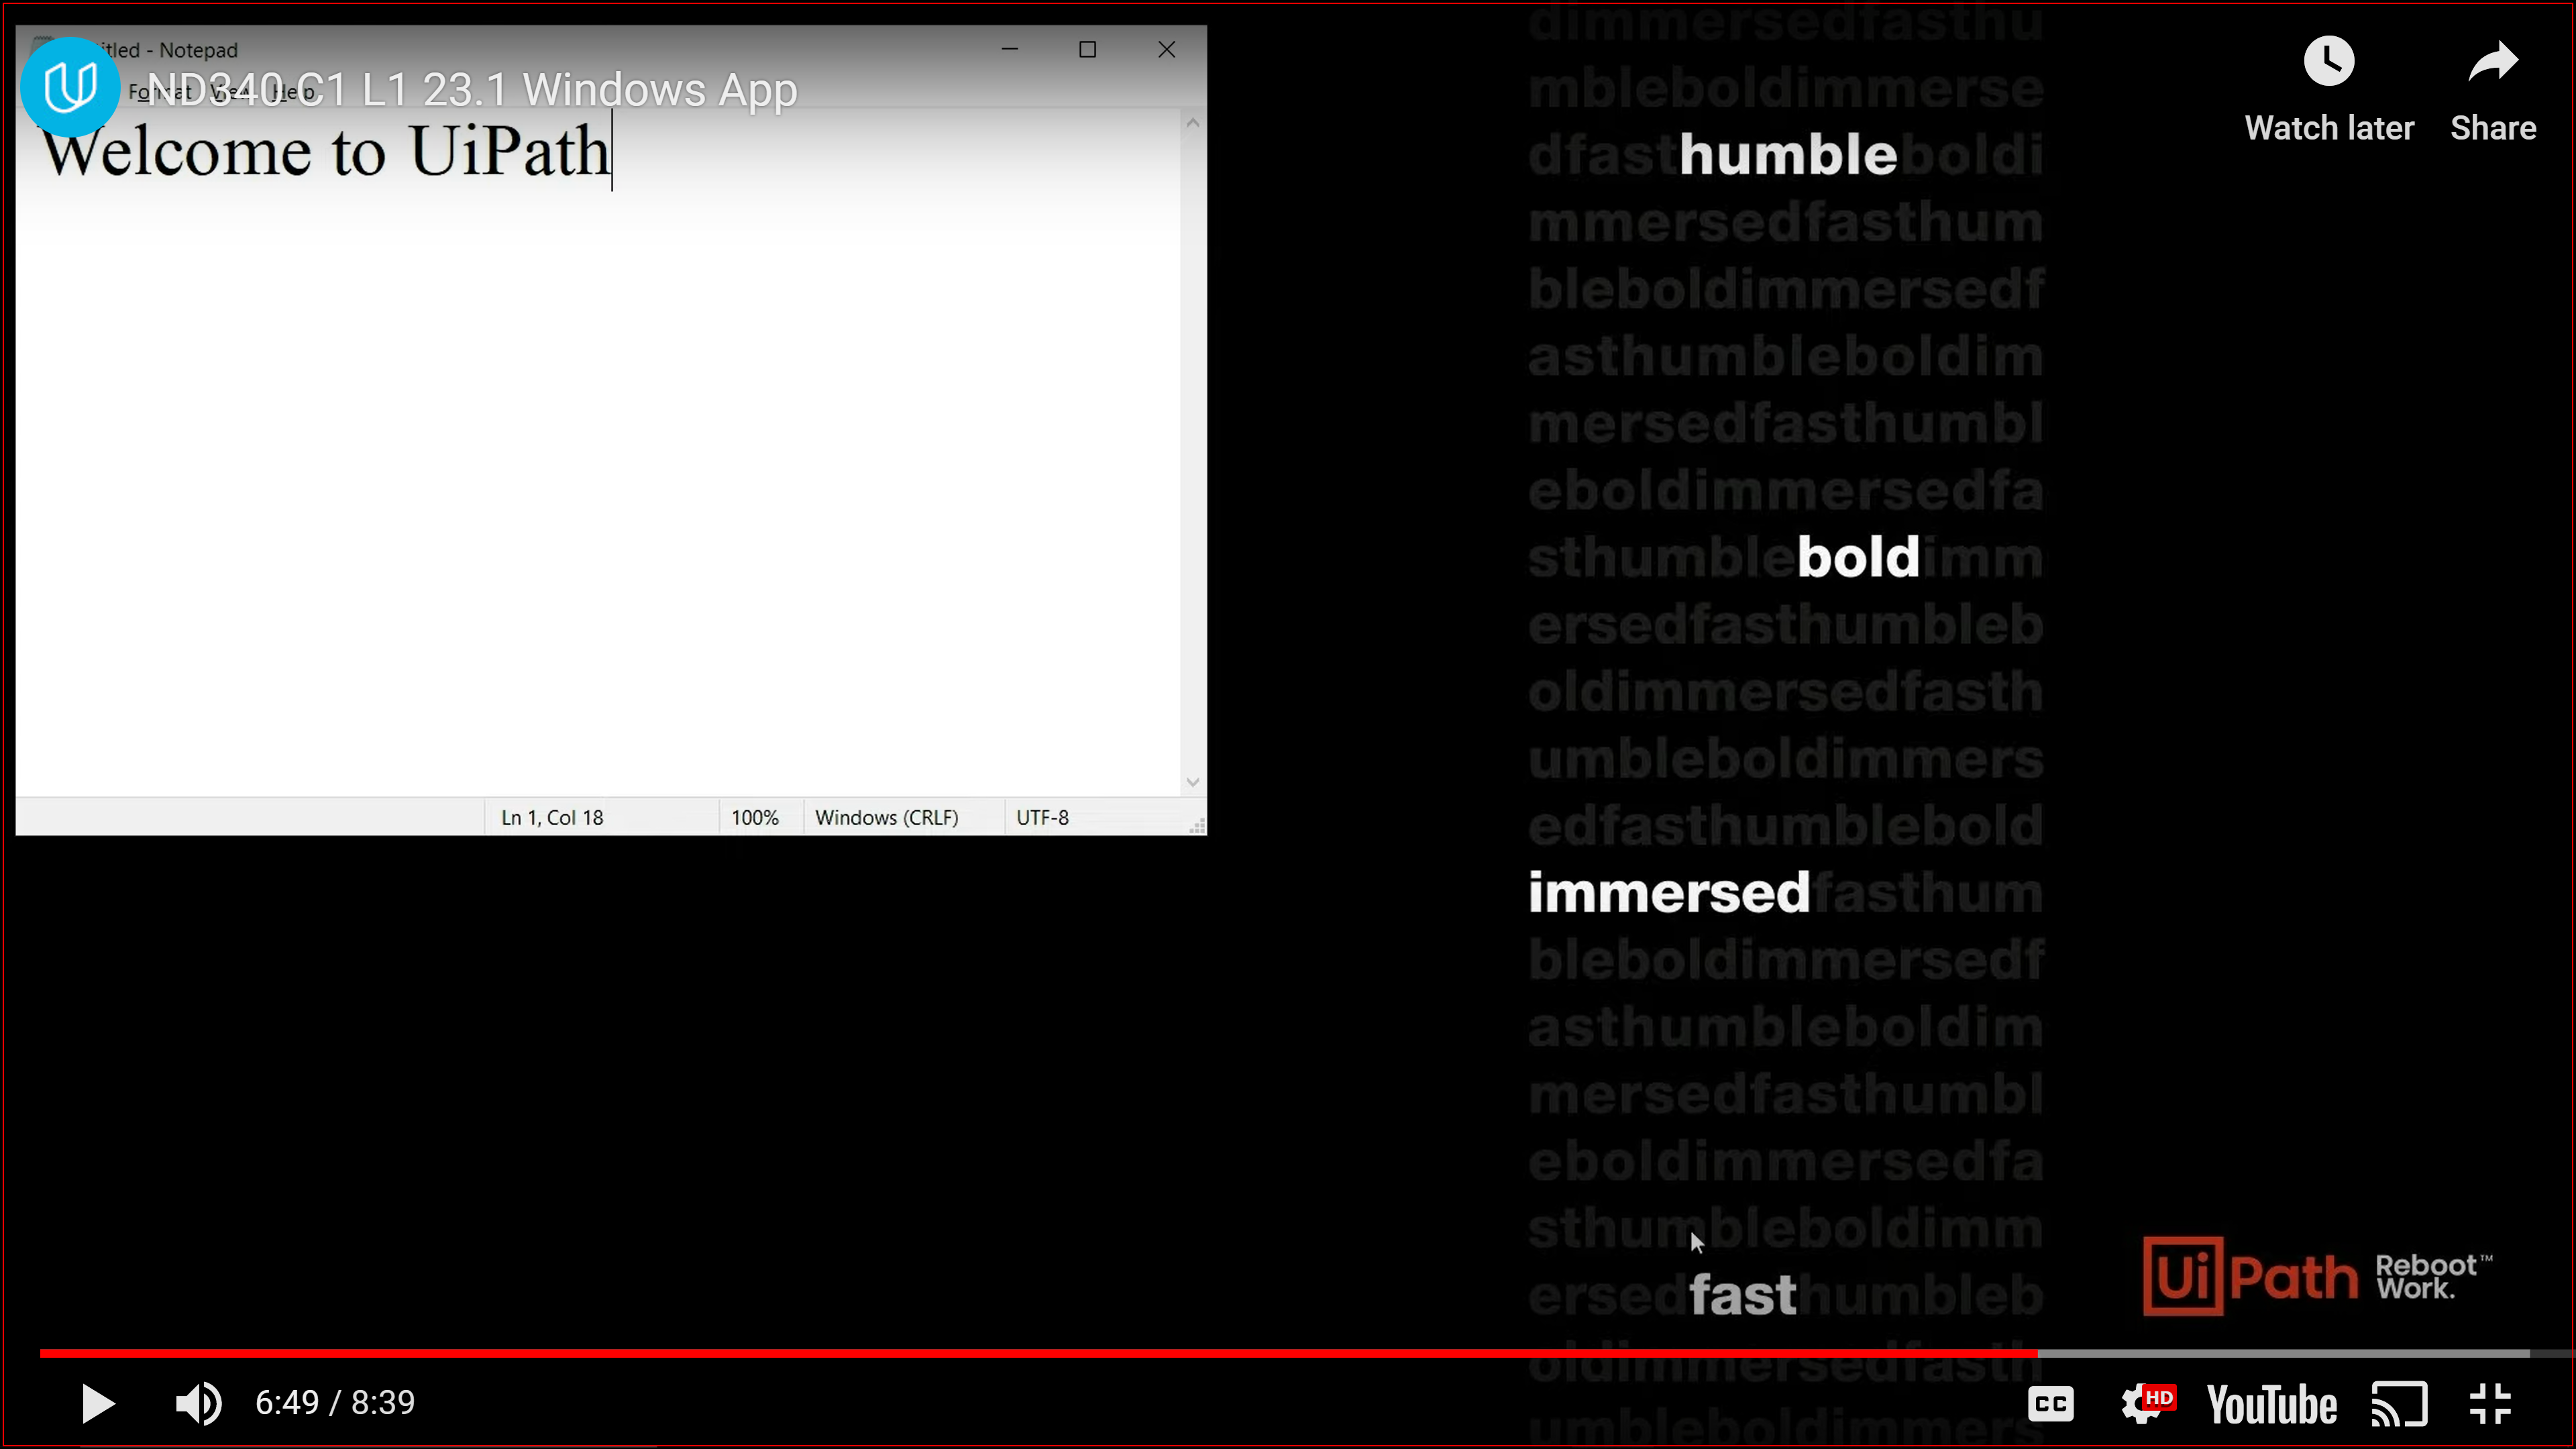 Untitled - Notepad
ND340 C1 L1 23.1 Windows App
Format View Help
Welcome to UiPath
Ln 1, Col 18
100%
Windows (CRLF)
UTF-8
Watch later
Share
dimmersedfasthu
mbleboldimmerse
dfasthumbleboldi
mmersedfasthum
bleboldimmersedf
asthumbleboldim
mersedfasthumbl
eboldimmersedfa
sthumbleboldimm
ersedfasthumbleb
oldimmersedfasth
umbleboldimmers
edfasthumblebold
immersedfasthum
bleboldimmersedf
asthumbleboldim
mersedfasthumbl
eboldimmersedfa
sthumbleboldimm
ersedfasthumbleb
oldimmersedfasth
umbleboldimmers
UiPath Reboot™
Work.
6:49 / 8:39
CC
HD
YouTube